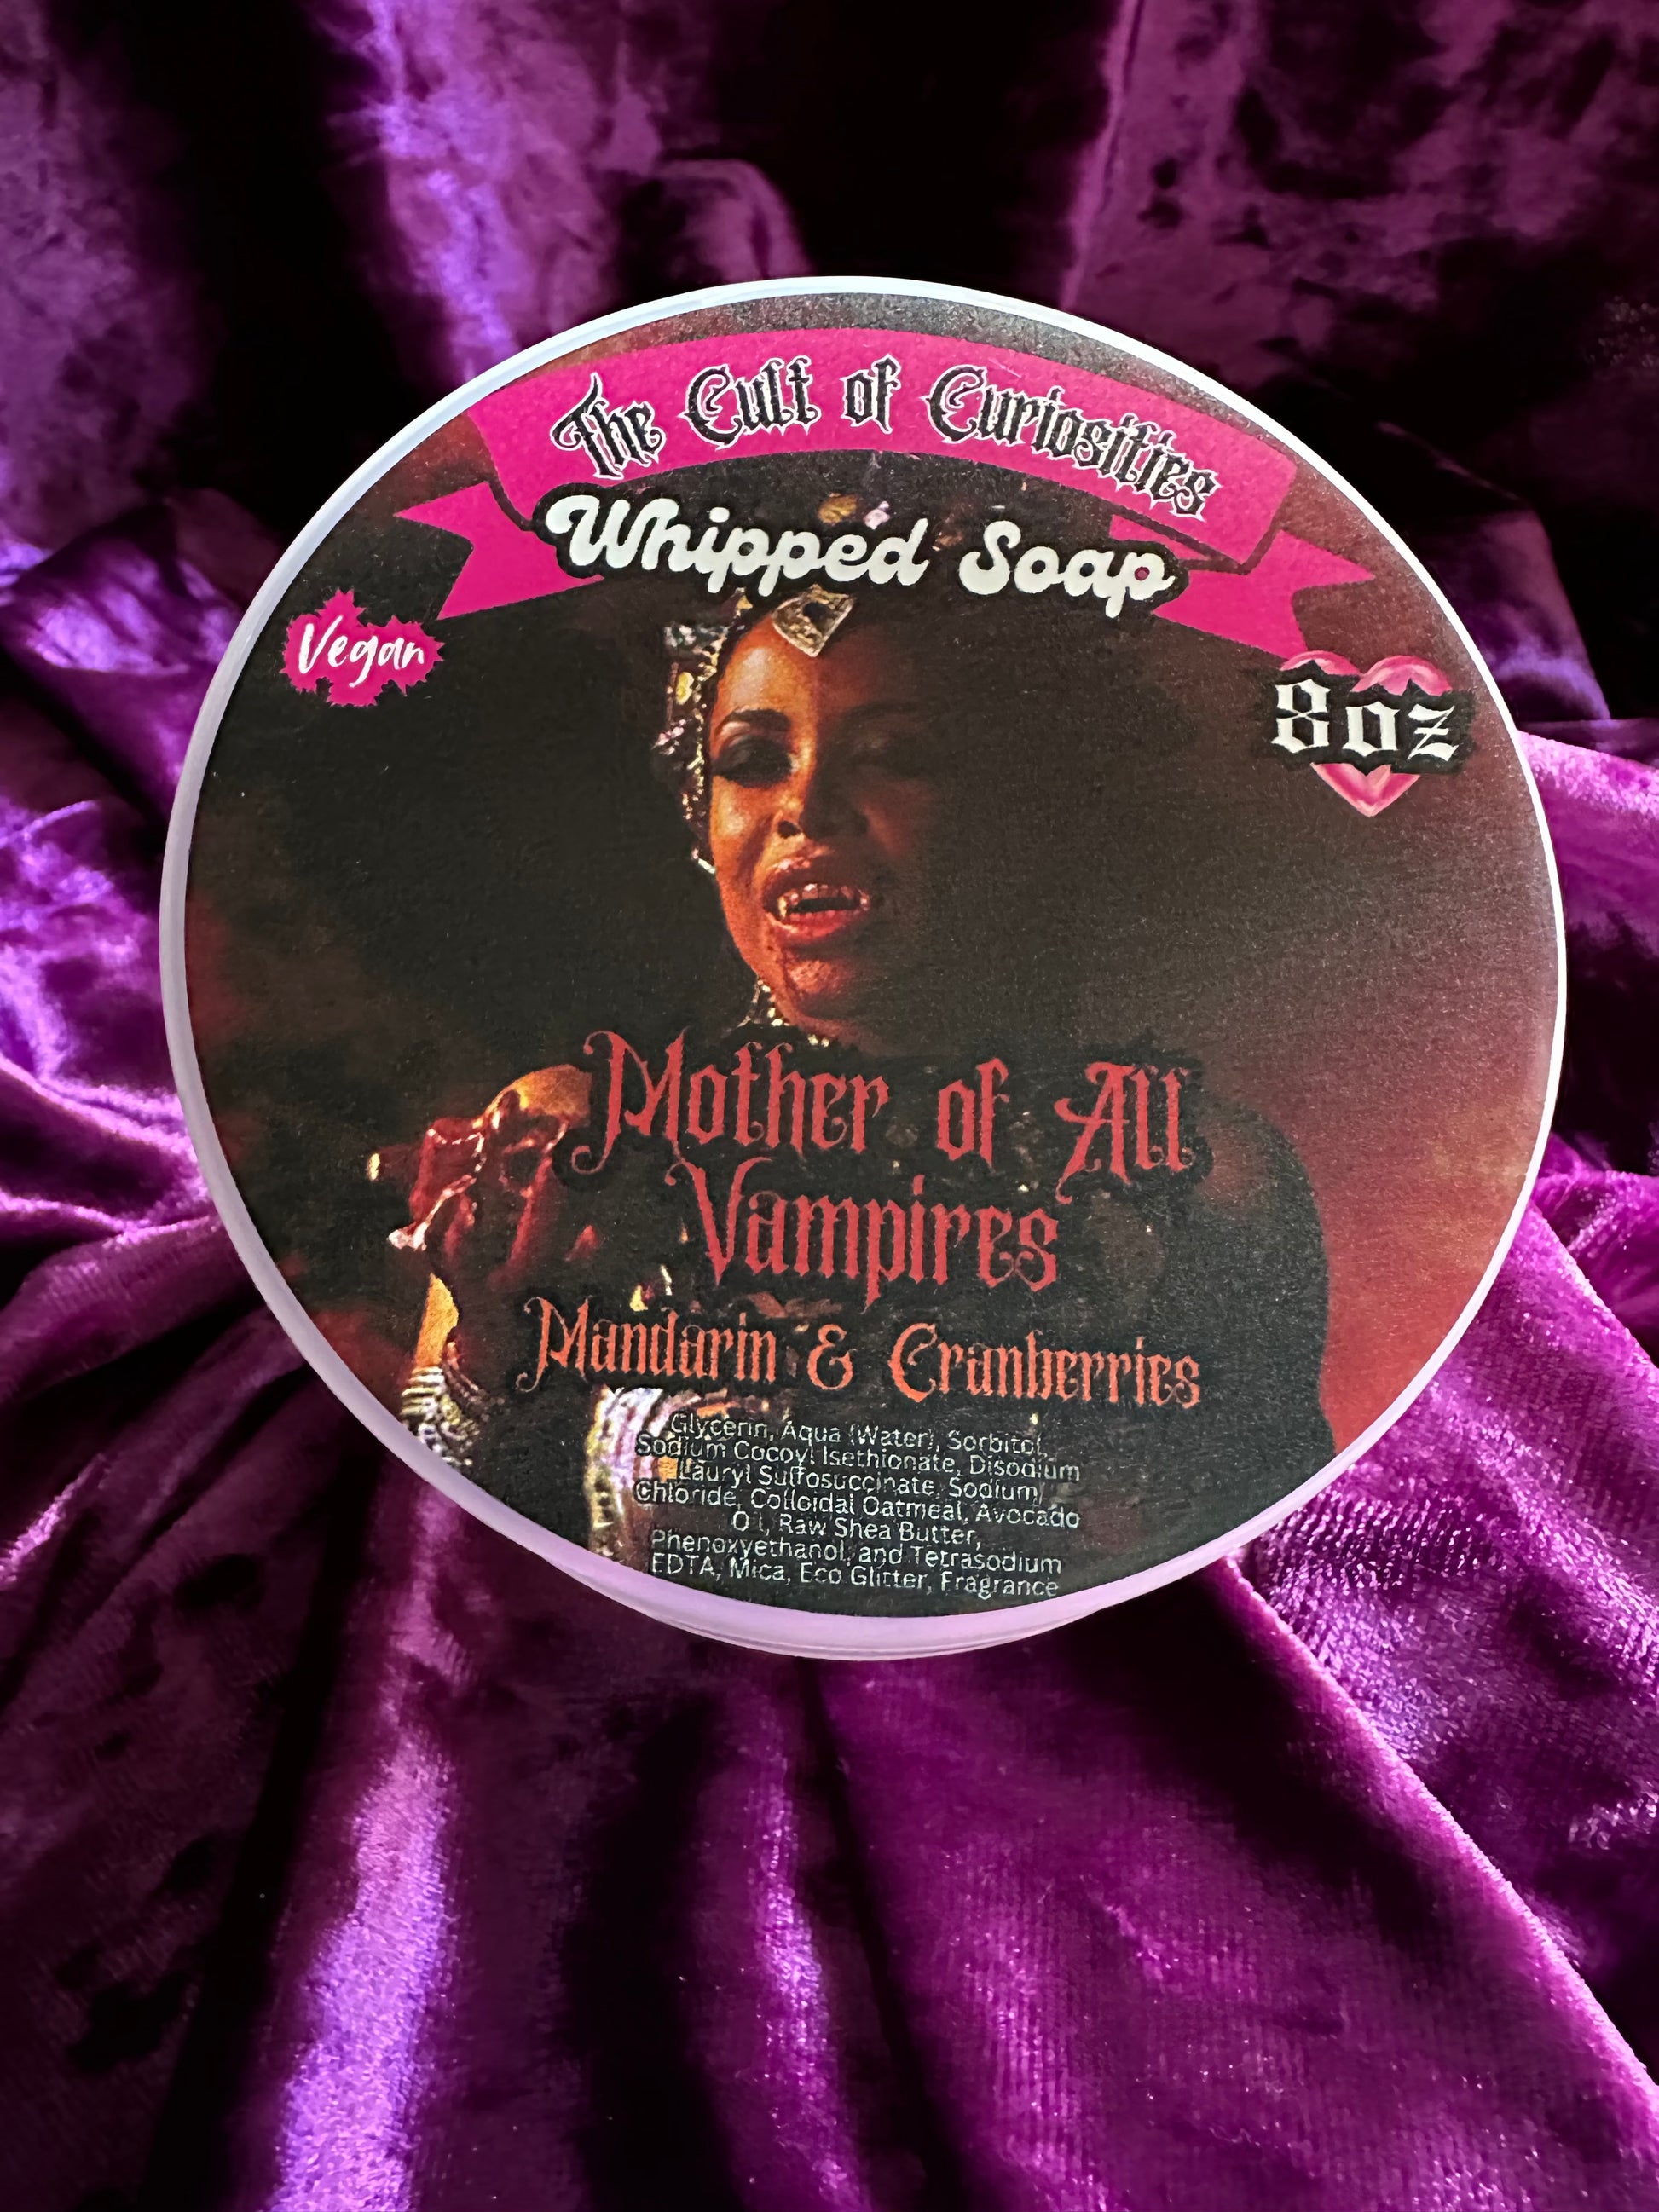 The Cult of Curiosities
Whipped Soap
Vegan
8oz
Mother of All
Vampires
Mandarin & Cranberries
Glycerin, Aqua (Water), Sorbitol,
Sodium Cocoyl Isethionate, Disodium
Lauryl Sulfosuccinate, Sodium
Chloride, Colloidal Oatmeal, Avocado
Oil, Raw Shea Butter,
Phenoxyethanol, and Tetrasodium
EDTA, Mica, Eco Glitter, Fragrance